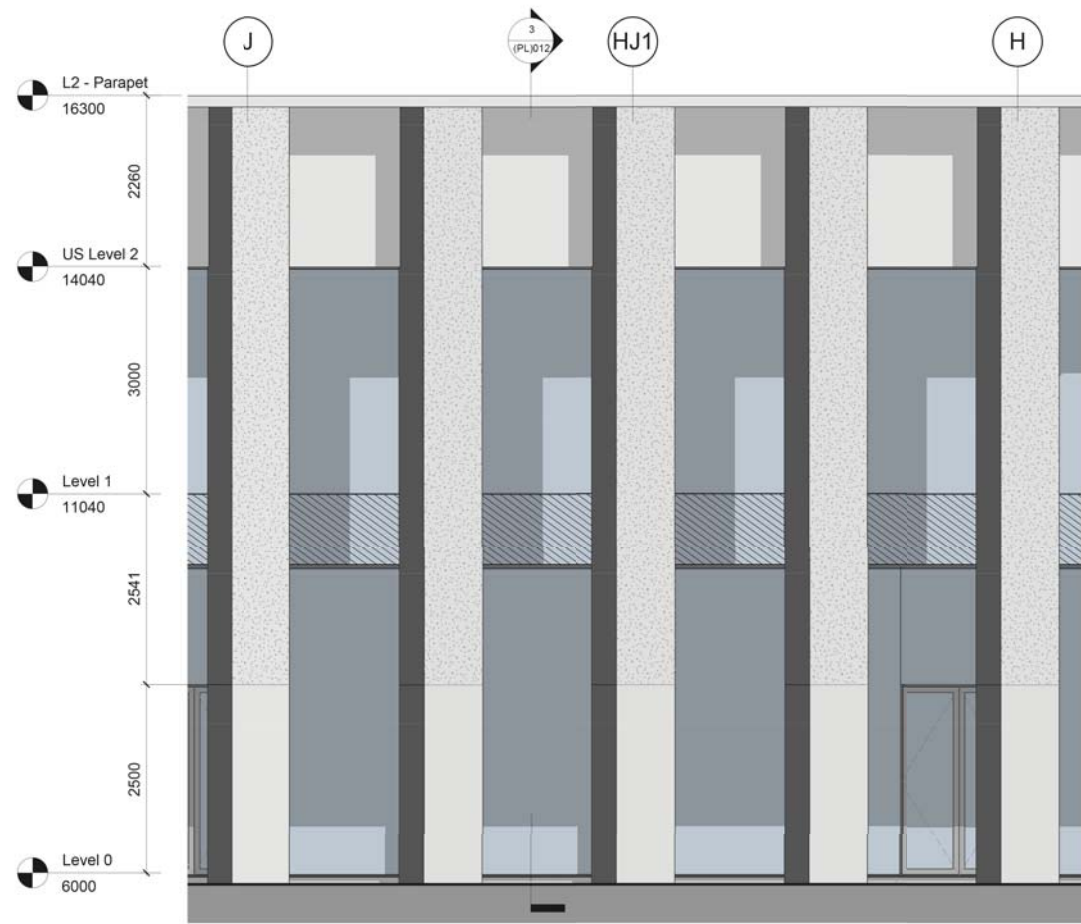 J
3
(PL)012
HJ1
H
L2 - Parapet
16300
2260
US Level 2
14040
3000
Level 1
11040
2541
2500
Level 0
6000